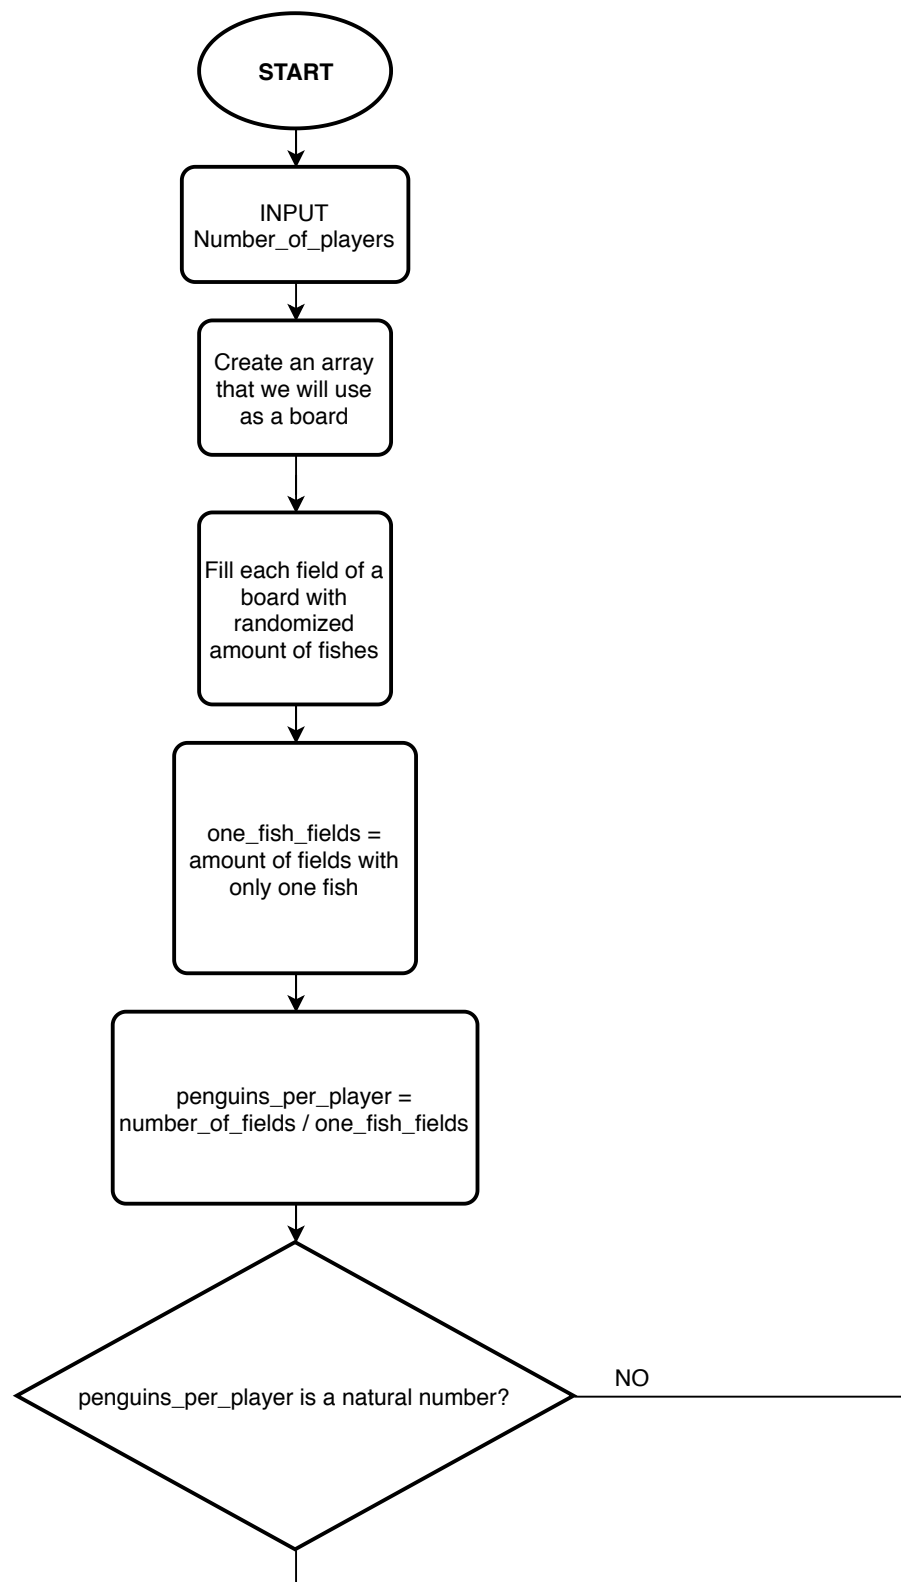 START
INPUT
Number_of_players
Create an array
that we will use
as a board
Fill each field of a
board with
randomized
amount of fishes
one_fish_fields =
amount of fields with
only one fish
penguins_per_player =
number_of_fields / one_fish_fields
penguins_per_player is a natural number?
NO